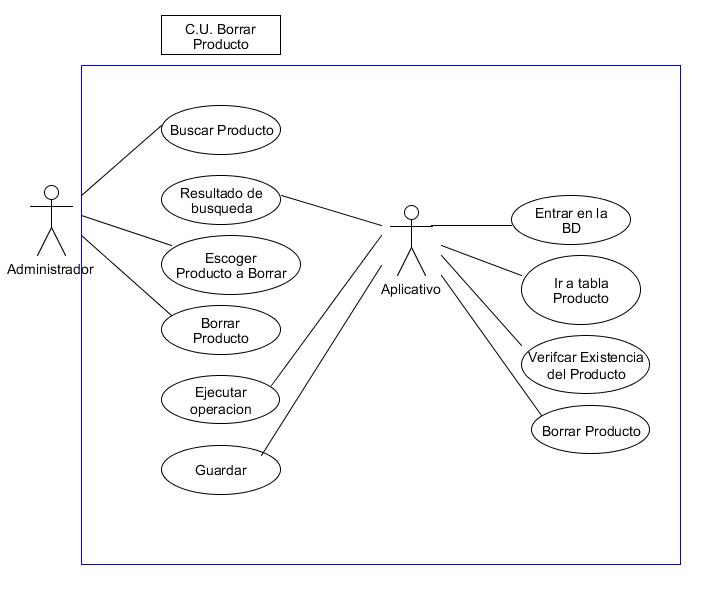 C.U. Borrar
Producto
Buscar Producto
Resultado de
busqueda
Escoger
Producto a Borrar
Borrar
Producto
Ejecutar
operacion
Guardar
Administrador
Aplicativo
Entrar en la
BD
Ir a tabla
Producto
Verifcar Existencia
del Producto
Borrar Producto